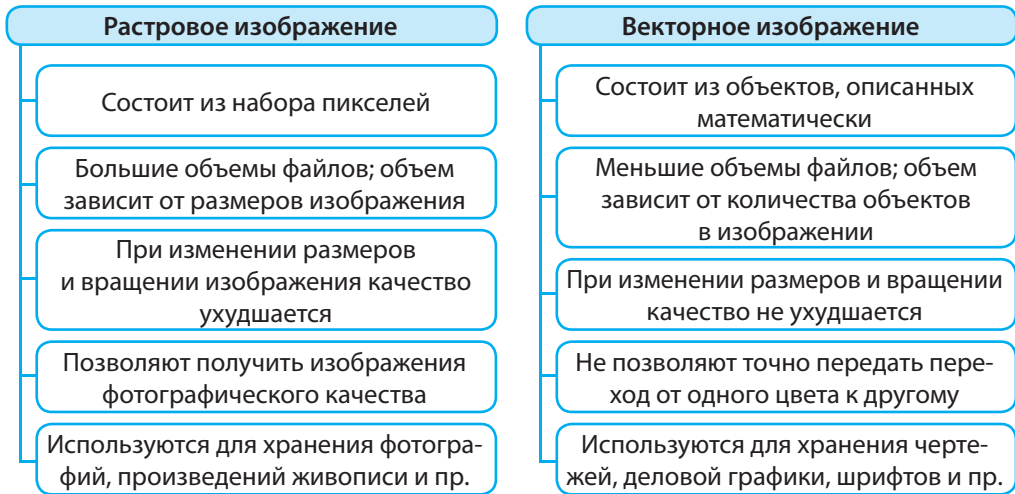 Растровое изображение
Состоит из набора пикселей
Большие объемы файлов; объем
зависит от размеров изображения
При изменении размеров
и вращении изображения качество
ухудшается
Позволяют получить изображения
фотографического качества
Используются для хранения фотогра-
фий, произведений живописи и пр.
Векторное изображение
Состоит из объектов, описанных
математически
Меньшие объемы файлов; объем
зависит от количества объектов
в изображении
При изменении размеров и вращении
качество не ухудшается
Не позволяют точно передать пере-
ход от одного цвета к другому
Используются для хранения черте-
жей, деловой графики, шрифтов и пр.